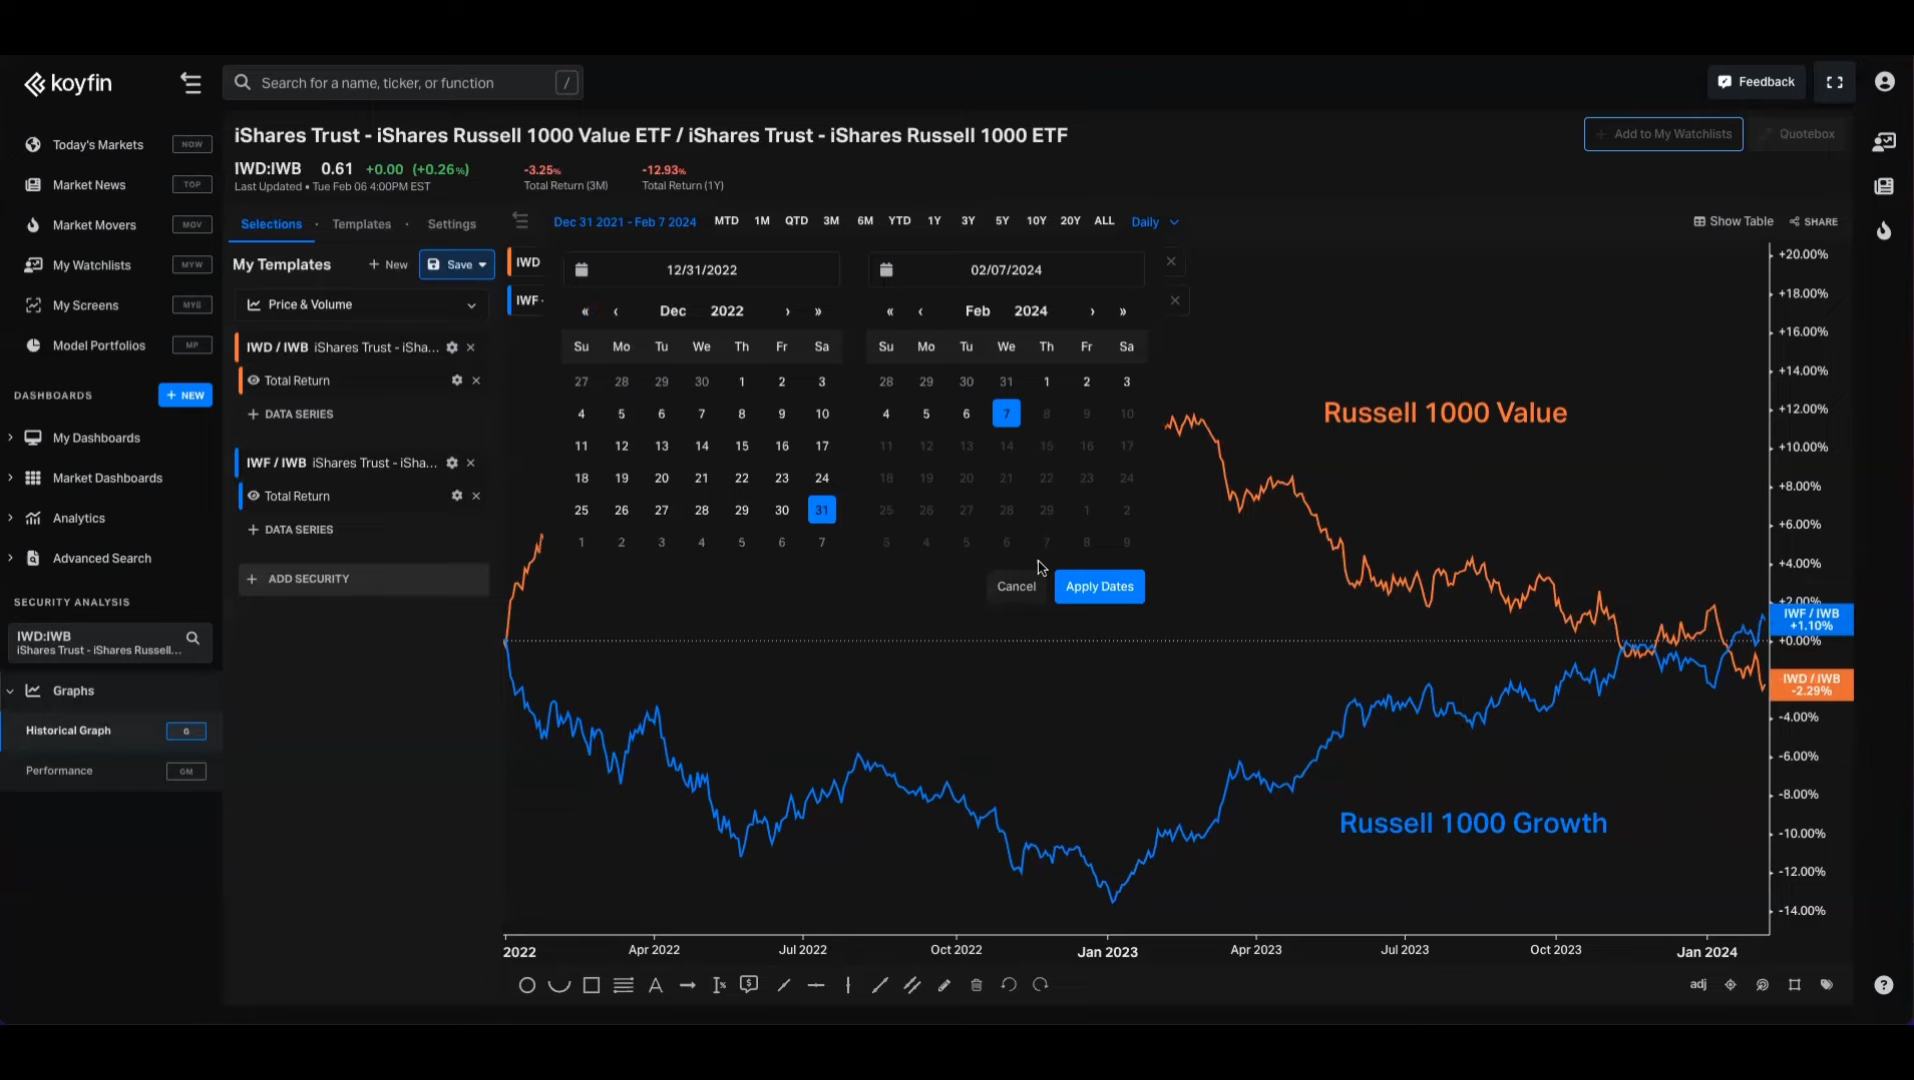 koyfin
Search for a name, ticker, or function /
Feedback
Today's Markets NOW
Market News TOP
Market Movers MOV
My Watchlists MYW
My Screens MYS
Model Portfolios MP
DASHBOARDS + NEW
My Dashboards
Market Dashboards
Analytics
Advanced Search
SECURITY ANALYSIS
IWD:IWB
iShares Trust - iShares Russell...
Graphs
Historical Graph G
Performance GM
iShares Trust - iShares Russell 1000 Value ETF / iShares Trust - iShares Russell 1000 ETF
+ Add to My Watchlists
Quotebox
IWD:IWB 0.61 +0.00 (+0.26%)
Last Updated • Tue Feb 06 4:00PM EST
-3.25%
Total Return (3M)
-12.93%
Total Return (1Y)
Selections · Templates · Settings
My Templates + New Save
Price & Volume
IWD / IWB iShares Trust - iSha...
Total Return
+ DATA SERIES
IWF / IWB iShares Trust - iSha...
Total Return
+ DATA SERIES
+ ADD SECURITY
Dec 31 2021 - Feb 7 2024 MTD 1M QTD 3M 6M YTD 1Y 3Y 5Y 10Y 20Y ALL Daily
Show Table SHARE
IWD
IWF
12/31/2022
« ‹ Dec 2022 › »
Su Mo Tu We Th Fr Sa
27 28 29 30 1 2 3
4 5 6 7 8 9 10
11 12 13 14 15 16 17
18 19 20 21 22 23 24
25 26 27 28 29 30 31
1 2 3 4 5 6 7
02/07/2024
« ‹ Feb 2024 › »
Su Mo Tu We Th Fr Sa
28 29 30 31 1 2 3
4 5 6 7 8 9 10
11 12 13 14 15 16 17
18 19 20 21 22 23 24
25 26 27 28 29 1 2
3 4 5 6 7 8 9
Cancel Apply Dates
Russell 1000 Value
Russell 1000 Growth
+20.00%
+18.00%
+16.00%
+14.00%
+12.00%
+10.00%
+8.00%
+6.00%
+4.00%
+2.00%
IWF / IWB
+1.10%
+0.00%
IWD / IWB
-2.29%
-4.00%
-6.00%
-8.00%
-10.00%
-12.00%
-14.00%
2022 Apr 2022 Jul 2022 Oct 2022 Jan 2023 Apr 2023 Jul 2023 Oct 2023 Jan 2024
adj